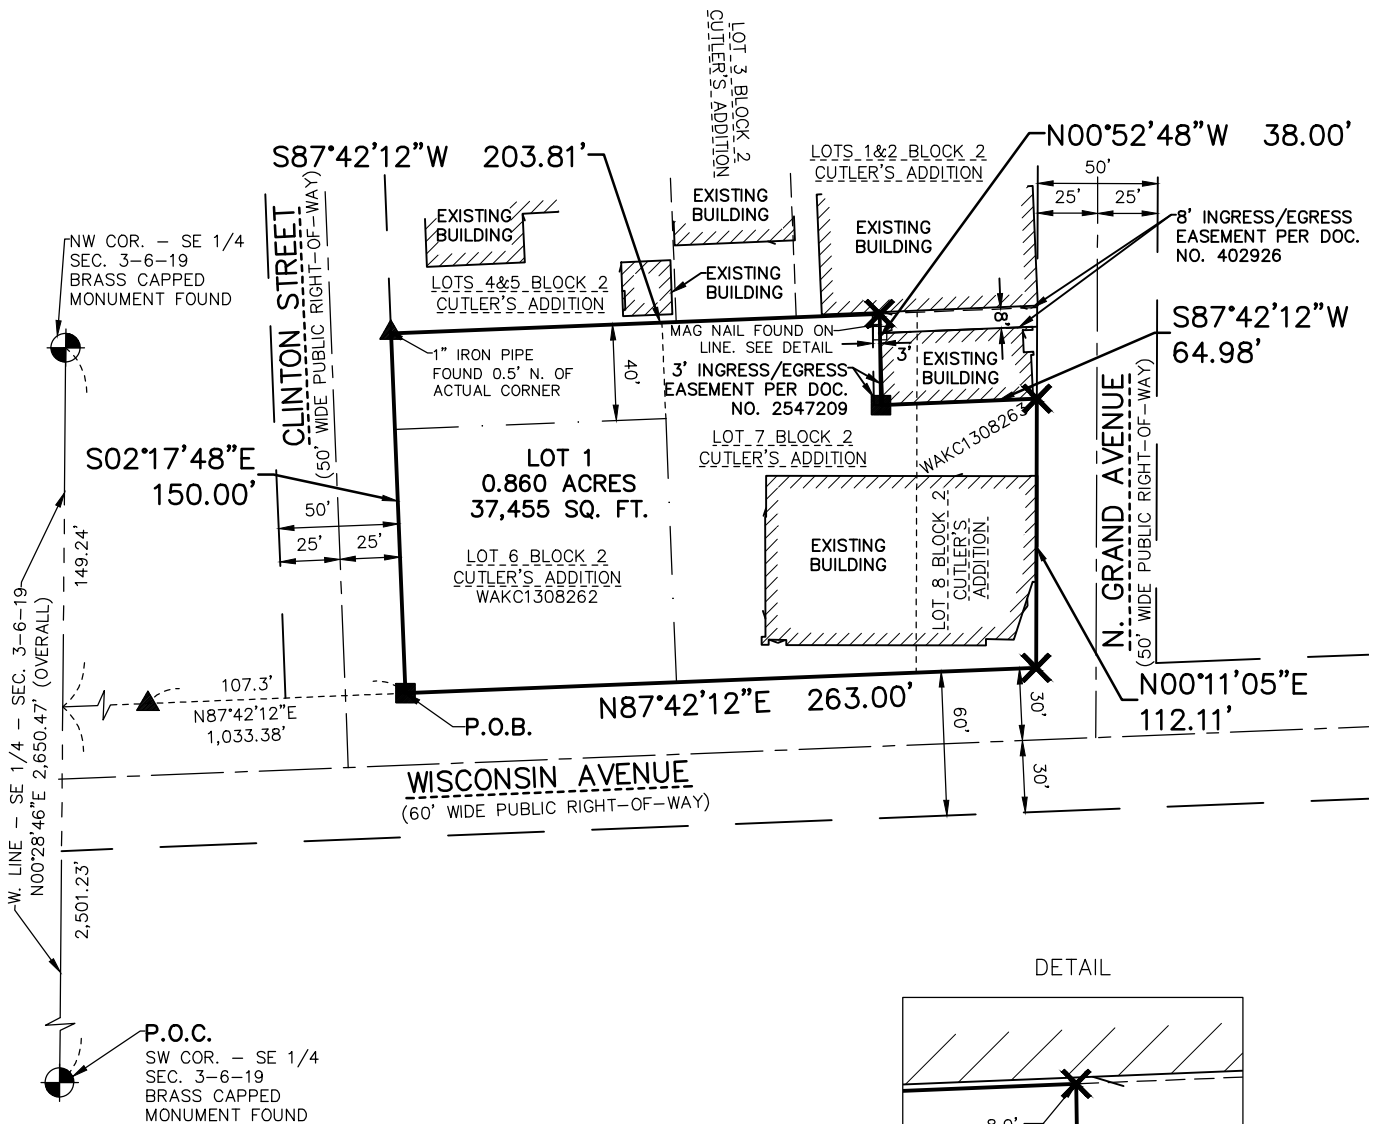 LOT 3 BLOCK 2
CUTLER'S ADDITION
S87°42'12"W 203.81'
N00°52'48"W 38.00'
LOTS 1&2 BLOCK 2
CUTLER'S ADDITION
50'
25'
25'
8' INGRESS/EGRESS
EASEMENT PER DOC.
NO. 402926
CLINTON STREET
(50' WIDE PUBLIC RIGHT-OF-WAY)
EXISTING
BUILDING
EXISTING
BUILDING
EXISTING
BUILDING
EXISTING
BUILDING
NW COR. - SE 1/4
SEC. 3-6-19
BRASS CAPPED
MONUMENT FOUND
LOTS 4&5 BLOCK 2
CUTLER'S ADDITION
MAG NAIL FOUND ON
LINE. SEE DETAIL
8'
3'
S87°42'12"W
64.98'
1" IRON PIPE
FOUND 0.5' N. OF
ACTUAL CORNER
40'
3' INGRESS/EGRESS
EASEMENT PER DOC.
NO. 2547209
EXISTING
BUILDING
WAKC1308263
LOT 7 BLOCK 2
CUTLER'S ADDITION
S02°17'48"E
150.00'
LOT 1
0.860 ACRES
37,455 SQ. FT.
50'
25'
25'
LOT 6 BLOCK 2
CUTLER'S ADDITION
WAKC1308262
EXISTING
BUILDING
LOT 8 BLOCK 2
CUTLER'S
ADDITION
N. GRAND AVENUE
(50' WIDE PUBLIC RIGHT-OF-WAY)
149.24'
W. LINE - SE 1/4 - SEC. 3-6-19
N00°28'46"E 2,650.47' (OVERALL)
2,501.23'
107.3'
N87°42'12"E
1,033.38'
P.O.B.
N87°42'12"E 263.00'
N00°11'05"E
112.11'
60'
30'
30'
WISCONSIN AVENUE
(60' WIDE PUBLIC RIGHT-OF-WAY)
P.O.C.
SW COR. - SE 1/4
SEC. 3-6-19
BRASS CAPPED
MONUMENT FOUND
DETAIL